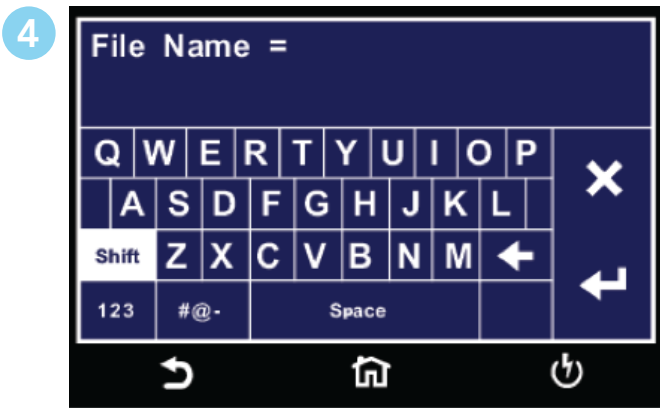 4
File Name =
Q W E R T Y U I O P
A S D F G H J K L
Shift Z X C V B N M
123 #@- Space